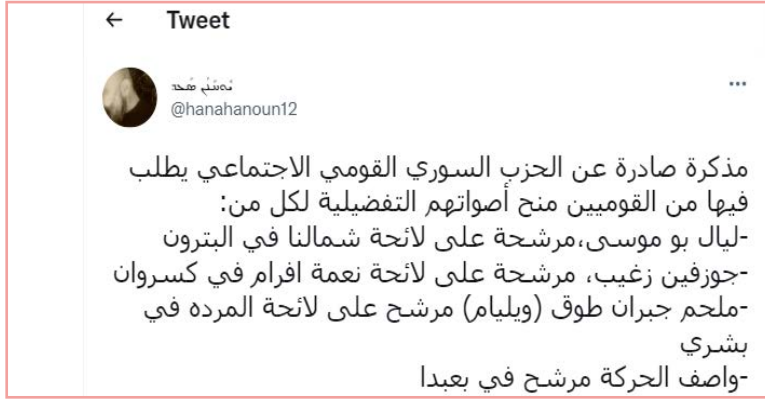 Tweet
@hanahanoun12
مذكرة صادرة عن الحزب السوري القومي الاجتماعي يطلب
فيها من القوميين منح أصواتهم التفضيلية لكل من:
-ليال بو موسى،مرشحة على لائحة شمالنا في البترون
-جوزفين زغيب، مرشحة على لائحة نعمة افرام في كسروان
-ملحم جبران طوق (ويليام) مرشح على لائحة المرده في
بشري
-واصف الحركة مرشح في بعبدا